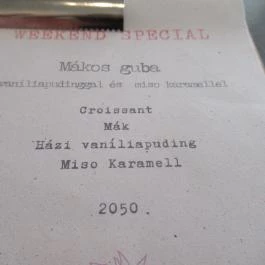 WEEKEND SPECIAL
Mákos guba
vaníliapudinggal és miso karamellel
Croissant
Mák
Házi vaníliapuding
Miso Karamell
2050.